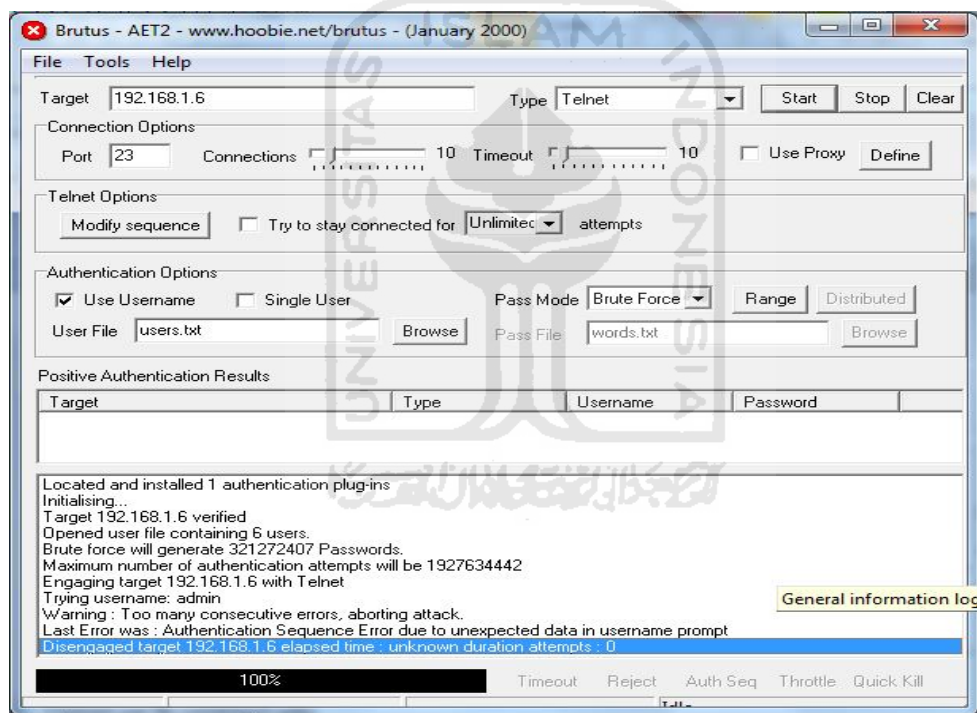 Brutus - AET2 - www.hoobie.net/brutus - (January 2000)
File Tools Help
Target 192.168.1.6 Type Telnet Start Stop Clear
Connection Options
Port 23 Connections 10 Timeout 10 Use Proxy Define
Telnet Options
Modify sequence Try to stay connected for Unlimitec attempts
Authentication Options
Use Username Single User Pass Mode Brute Force Range Distributed
User File users.txt Browse Pass File words.txt Browse
Positive Authentication Results
Target Type Username Password
Located and installed 1 authentication plug-ins
Initialising...
Target 192.168.1.6 verified
Opened user file containing 6 users.
Brute force will generate 321272407 Passwords.
Maximum number of authentication attempts will be 1927634442
Engaging target 192.168.1.6 with Telnet
Trying username: admin
Warning : Too many consecutive errors, aborting attack.
Last Error was : Authentication Sequence Error due to unexpected data in username prompt
Disengaged target 192.168.1.6 elapsed time : unknown duration attempts : 0
General information log
100% Timeout Reject Auth Seq Throttle Quick Kill
Idle
ISLAM
UNIVERSITAS
INDONESIA